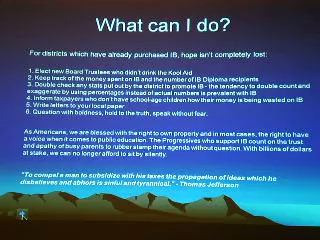 What can I do?
For districts which have already purchased IB, hope isn't completely lost:
1. Elect new Board Trustees who didn't drink the Kool Aid
2. Keep track of the money spent on IB and the number of IB Diploma recipients
3. Double check any stats put out by the district to promote IB - the tendency to double count and
exaggerate by using percentages instead of actual numbers is prevalent with IB
4. Inform taxpayers who don't have school-age children how their money is being wasted on IB
5. Write letters to your local paper
6. Question with boldness, hold to the truth, speak without fear.
As Americans, we are blessed with the right to own property and in most cases, the right to have
a voice when it comes to public education. The Progressives who support IB count on the trust
and apathy of busy parents to rubber stamp their agenda without question. With billions of dollars
at stake, we can no longer afford to sit by silently.
"To compel a man to subsidize with his taxes the propagation of ideas which he
disbelieves and abhors is sinful and tyrannical." - Thomas Jefferson